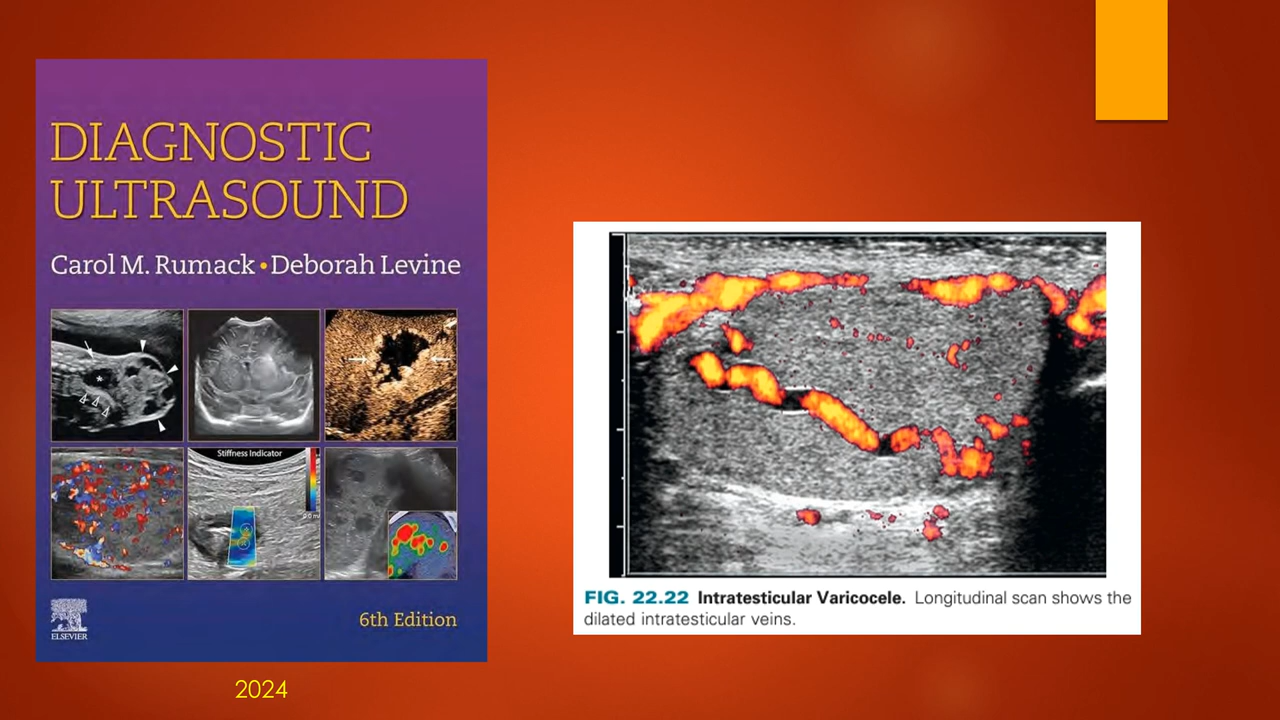 DIAGNOSTIC
ULTRASOUND
Carol M. Rumack • Deborah Levine
Stiffness Indicator
ELSEVIER
6th Edition
2024
FIG. 22.22 Intratesticular Varicocele. Longitudinal scan shows the
dilated intratesticular veins.